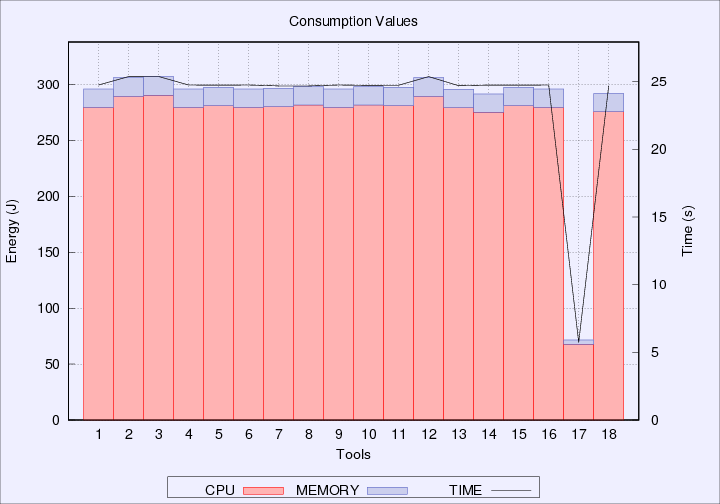 Consumption Values
300
250
200
150
100
50
0
Energy (J)
25
20
15
10
5
0
Time (s)
1 2 3 4 5 6 7 8 9 10 11 12 13 14 15 16 17 18
Tools
CPU MEMORY TIME